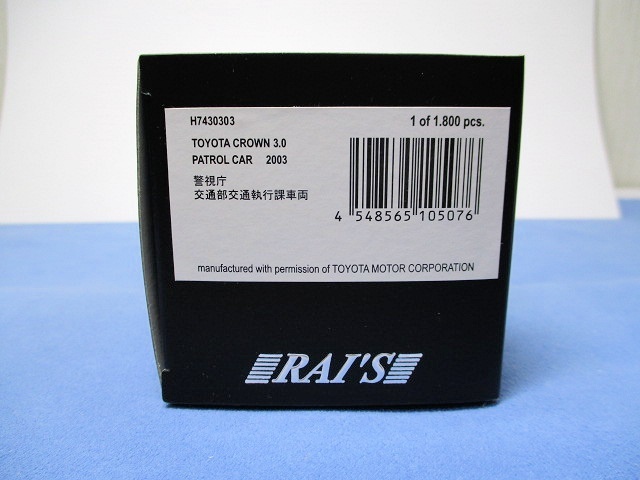 H7430303 1 of 1.800 pcs.
TOYOTA CROWN 3.0
PATROL CAR 2003
警視庁
交通部交通執行課車両
4 548565 105076
manufactured with permission of TOYOTA MOTOR CORPORATION
RAI'S